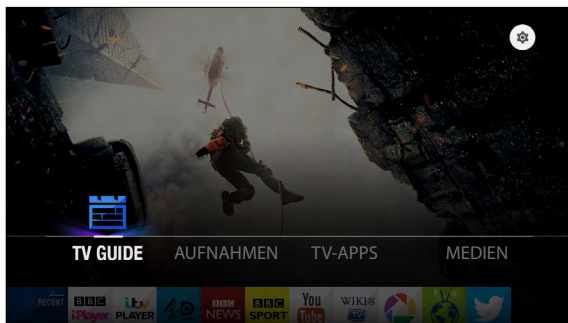 TV GUIDE AUFNAHMEN TV-APPS MEDIEN
RECENT BBC iPlayer itv PLAYER 4oD BBC NEWS BBC SPORT You Tube WIKI@ TV